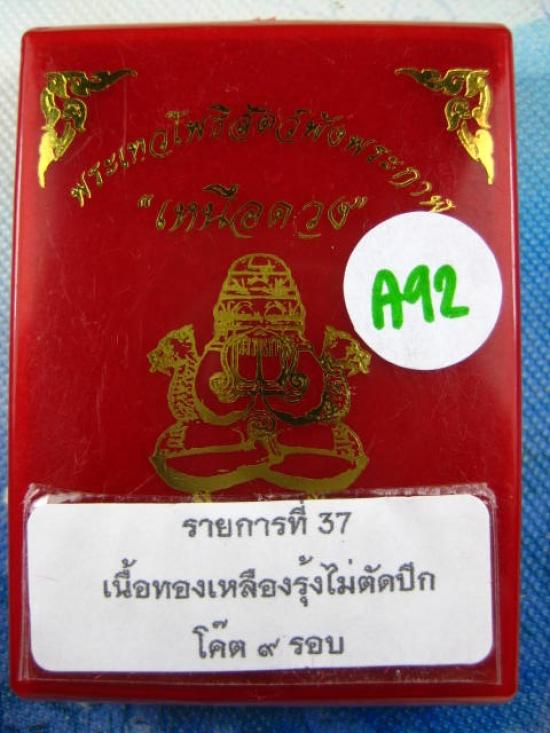 พระเทวโพธิสัตว์พังพระกาฬ
"เหนือดวง"
A92
รายการที่ 37
เนื้อทองเหลืองรุ้งไม่ตัดปีก
โค๊ต ๙ รอบ